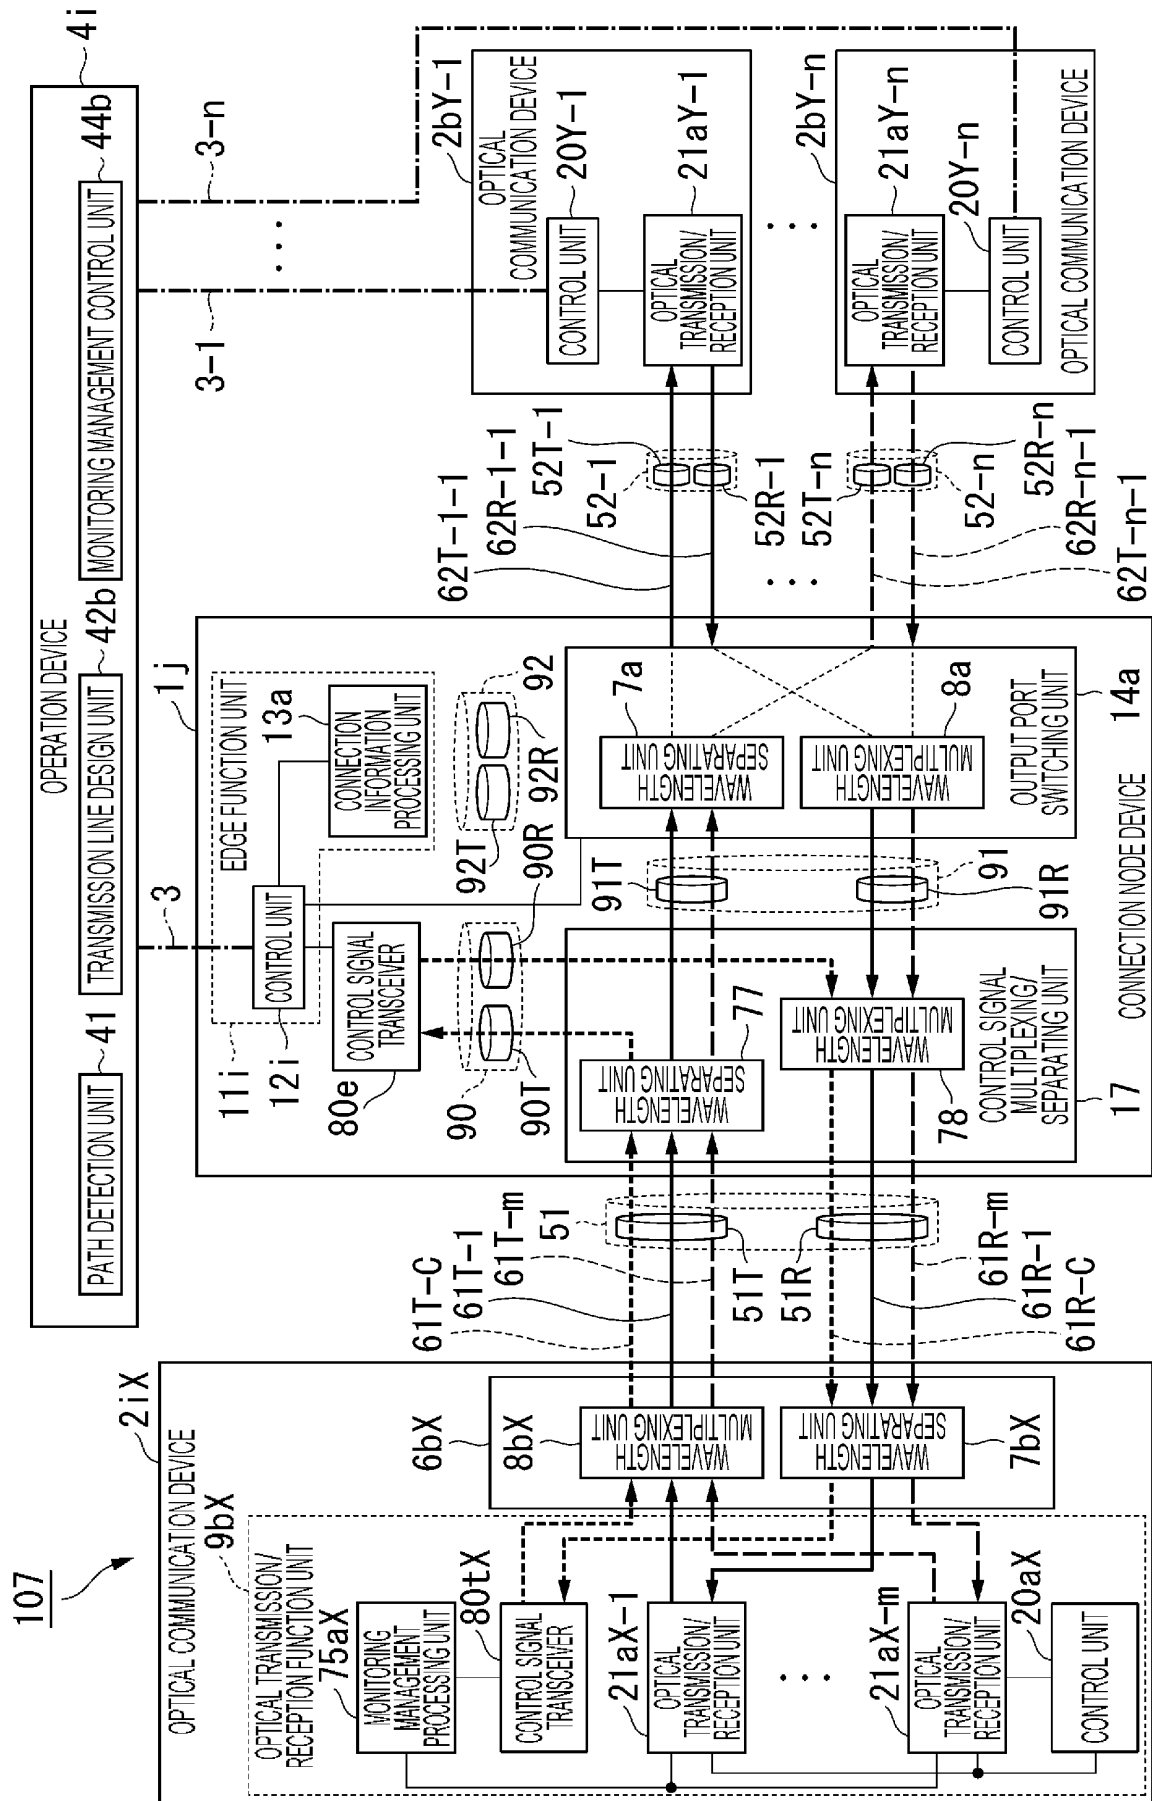 107
OPERATION DEVICE
4i
PATH DETECTION UNIT
41
TRANSMISSION LINE DESIGN UNIT
42b
MONITORING MANAGEMENT CONTROL UNIT
44b
3
3-1
. . .
3-n
OPTICAL COMMUNICATION DEVICE
2iX
OPTICAL TRANSMISSION/
RECEPTION FUNCTION UNIT
9bX
MONITORING
MANAGEMENT
PROCESSING UNIT
75aX
CONTROL SIGNAL
TRANSCEIVER
80tX
OPTICAL
TRANSMISSION/
RECEPTION UNIT
21aX-1
. . .
OPTICAL
TRANSMISSION/
RECEPTION UNIT
21aX-m
CONTROL UNIT
20aX
6bX
8bX
WAVELENGTH
MULTIPLEXING UNIT
WAVELENGTH
SEPARATING UNIT
7bX
61T-C
61T-1
61T-m
51
51T
51R
61R-m
61R-1
61R-C
1j
EDGE FUNCTION UNIT
11i
CONTROL UNIT
12i
CONNECTION
INFORMATION
PROCESSING UNIT
13a
CONTROL SIGNAL
TRANSCEIVER
80e
90
90T
90R
92
92T
92R
WAVELENGTH
SEPARATING UNIT
77
WAVELENGTH
MULTIPLEXING UNIT
78
CONTROL SIGNAL
MULTIPLEXING/
SEPARATING UNIT
17
91T
91
91R
WAVELENGTH
SEPARATING UNIT
7a
WAVELENGTH
MULTIPLEXING UNIT
8a
OUTPUT PORT
SWITCHING UNIT
14a
CONNECTION NODE DEVICE
62T-1-1
62R-1-1
52-1
52T-1
52R-1
. . .
52T-n
52-n
52R-n
62R-n-1
62T-n-1
OPTICAL
COMMUNICATION DEVICE
2bY-1
CONTROL UNIT
20Y-1
OPTICAL
TRANSMISSION/
RECEPTION UNIT
21aY-1
. . .
2bY-n
OPTICAL
TRANSMISSION/
RECEPTION UNIT
21aY-n
CONTROL UNIT
20Y-n
OPTICAL COMMUNICATION DEVICE